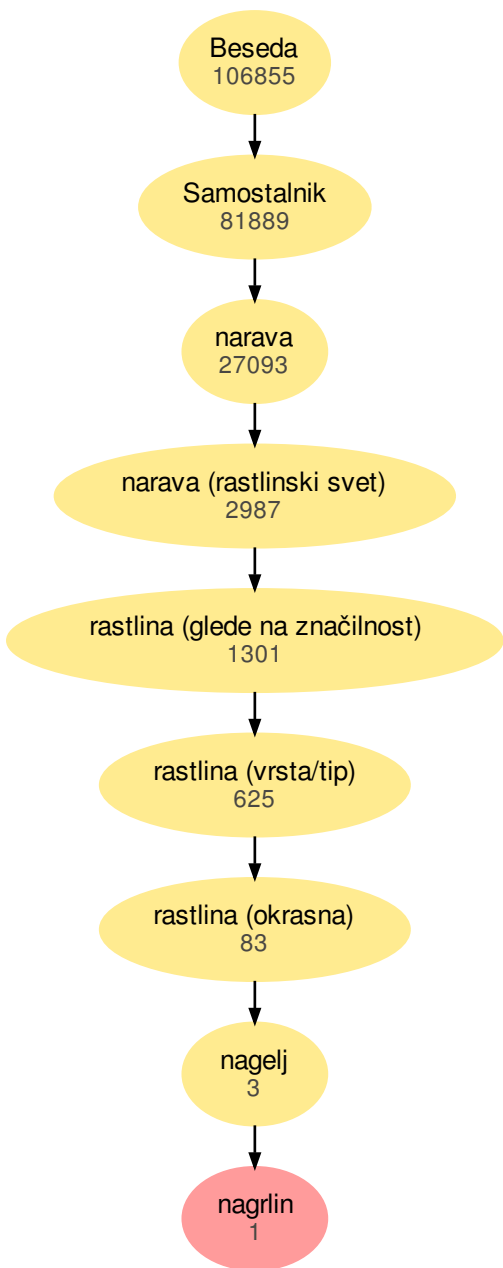 Beseda
106855
Samostalnik
81889
narava
27093
narava (rastlinski svet)
2987
rastlina (glede na značilnost)
1301
rastlina (vrsta/tip)
625
rastlina (okrasna)
83
nagelj
3
nagrlin
1